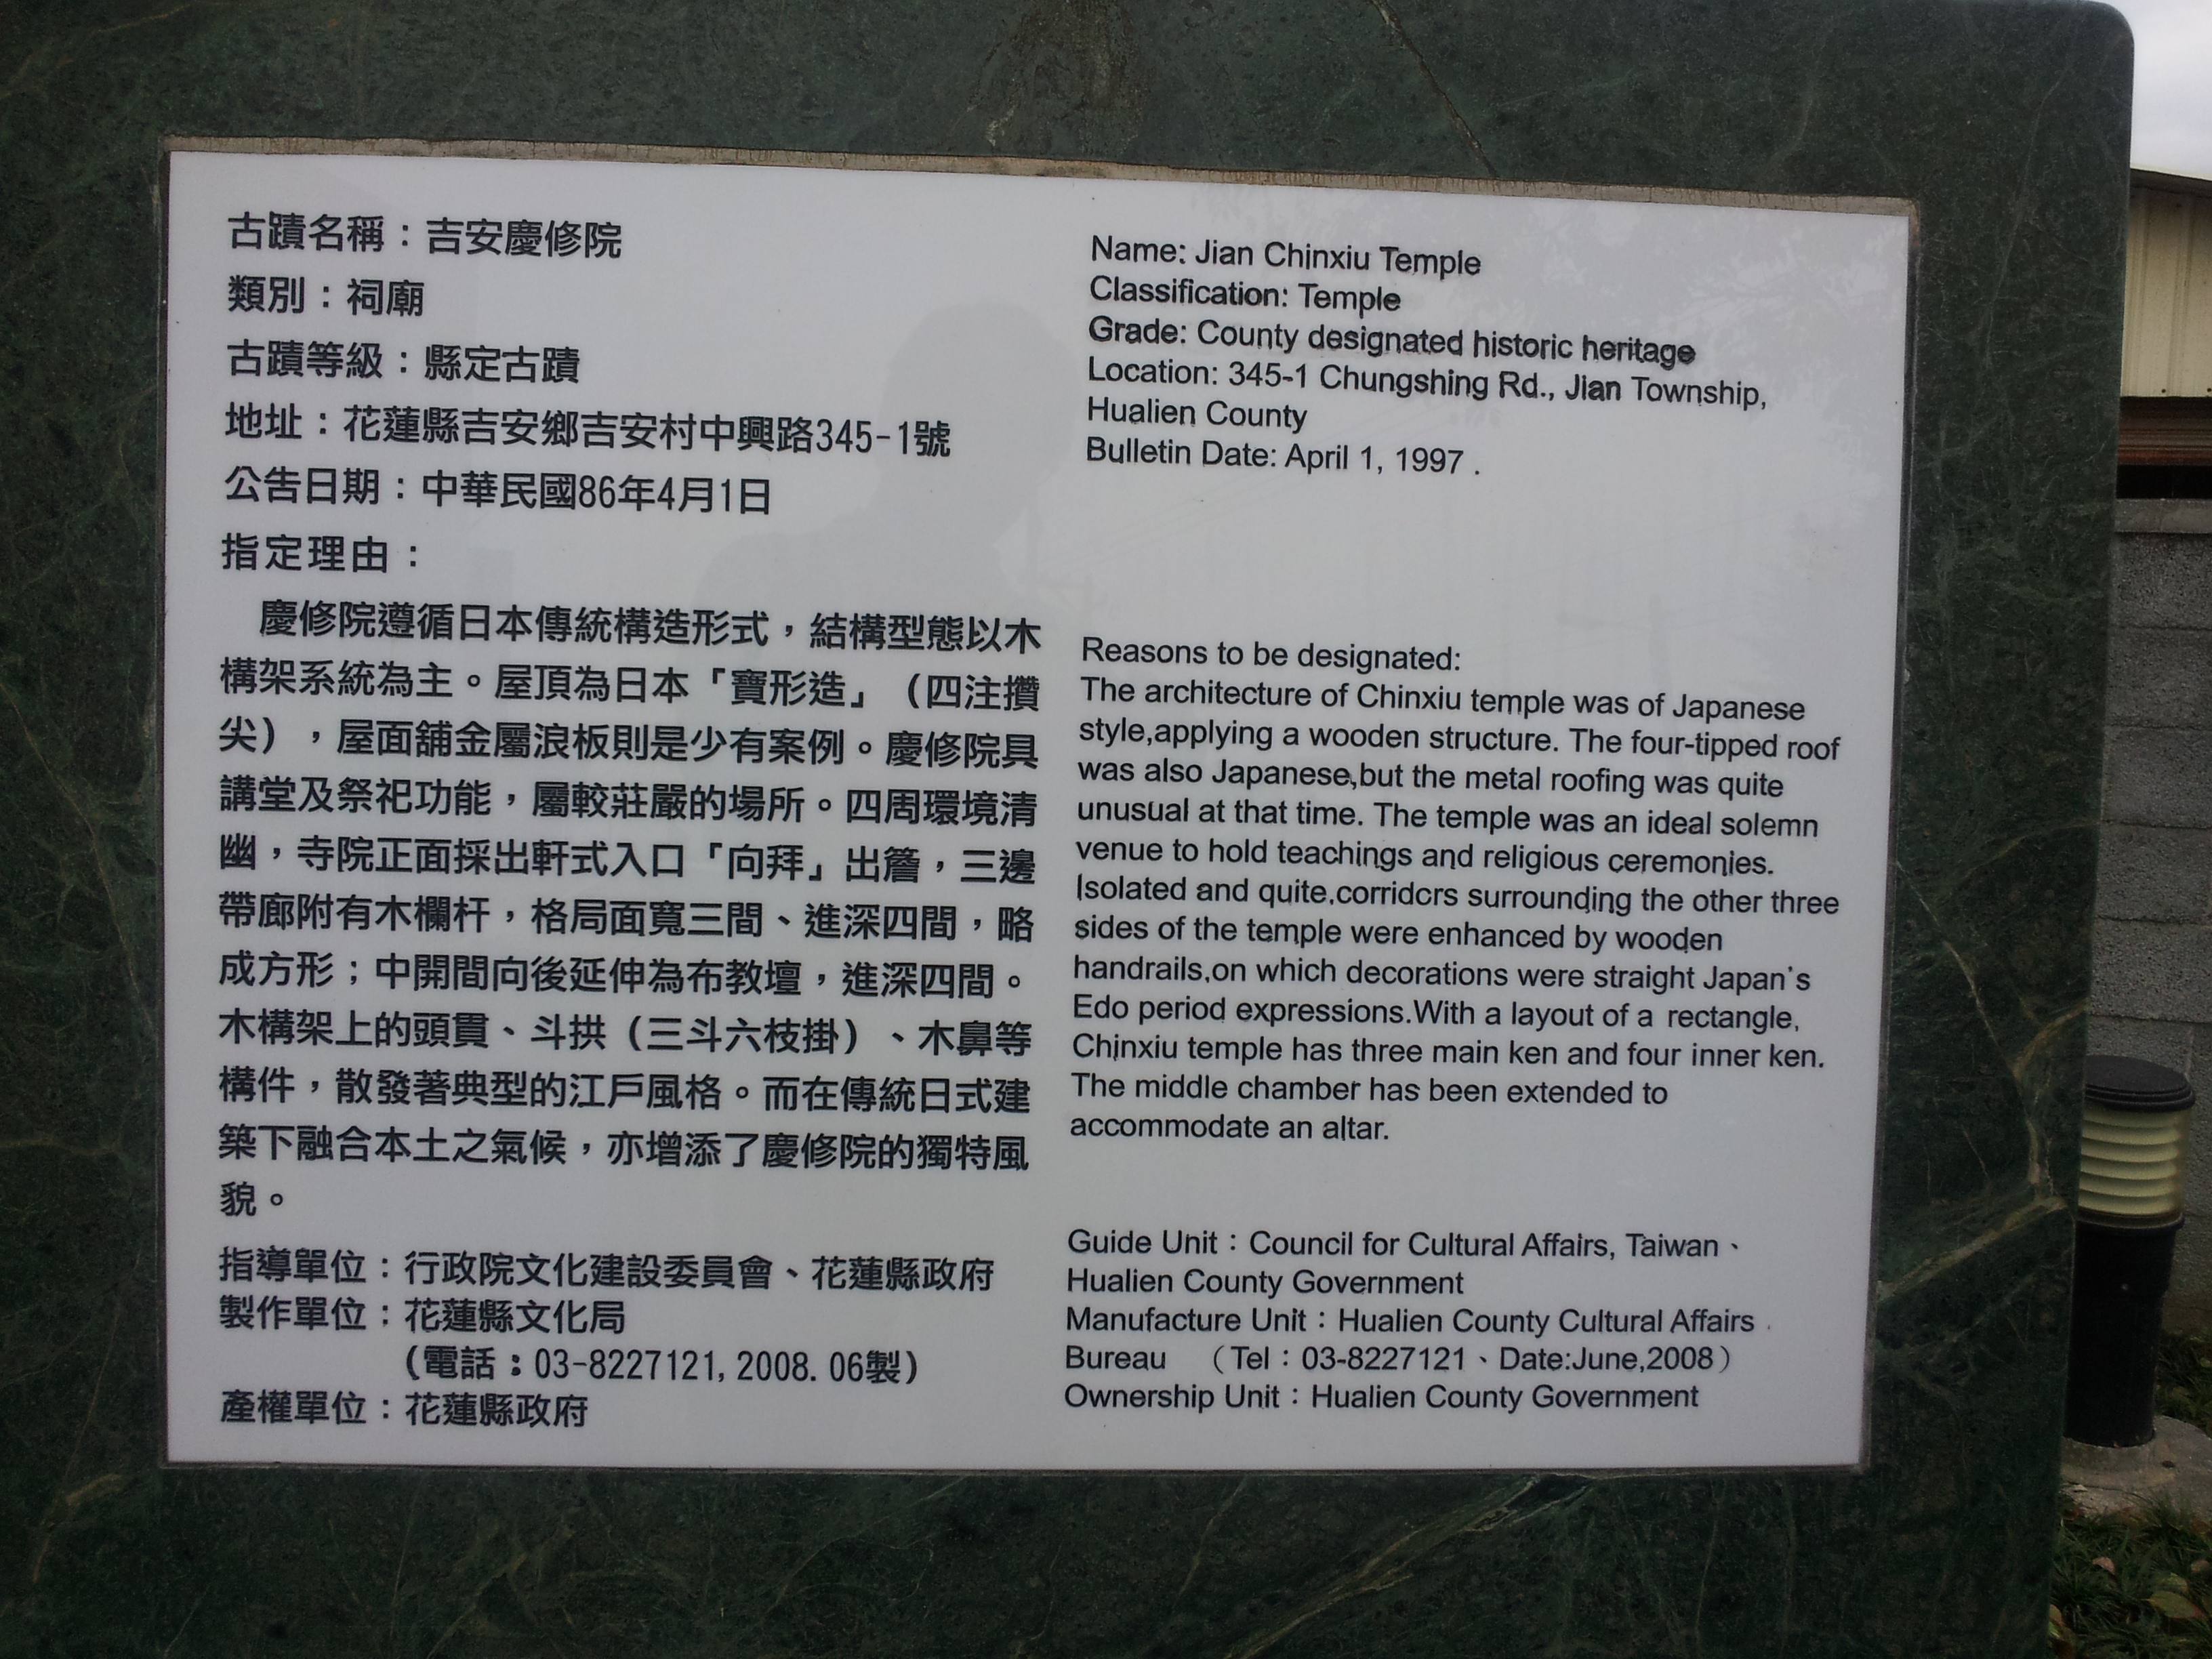 古蹟名稱：吉安慶修院
類別：祠廟
古蹟等級：縣定古蹟
地址：花蓮縣吉安鄉吉安村中興路345-1號
公告日期：中華民國86年4月1日
指定理由：
慶修院遵循日本傳統構造形式，結構型態以木
構架系統為主。屋頂為日本「寶形造」（四注攢
尖），屋面舖金屬浪板則是少有案例。慶修院具
講堂及祭祀功能，屬較莊嚴的場所。四周環境清
幽，寺院正面採出軒式入口「向拜」出簷，三邊
帶廊附有木欄杆，格局面寬三間、進深四間，略
成方形；中開間向後延伸為布教壇，進深四間。
木構架上的頭貫、斗拱（三斗六枝掛）、木鼻等
構件，散發著典型的江戶風格。而在傳統日式建
築下融合本土之氣候，亦增添了慶修院的獨特風
貌。
指導單位：行政院文化建設委員會、花蓮縣政府
製作單位：花蓮縣文化局
(電話：03-8227121, 2008. 06製)
產權單位：花蓮縣政府
Name: Jian Chinxiu Temple
Classification: Temple
Grade: County designated historic heritage
Location: 345-1 Chungshing Rd., Jian Township,
Hualien County
Bulletin Date: April 1, 1997 .
Reasons to be designated:
The architecture of Chinxiu temple was of Japanese
style,applying a wooden structure. The four-tipped roof
was also Japanese,but the metal roofing was quite
unusual at that time. The temple was an ideal solemn
venue to hold teachings and religious ceremonies.
Isolated and quite,corridcrs surrounding the other three
sides of the temple were enhanced by wooden
handrails,on which decorations were straight Japan's
Edo period expressions.With a layout of a rectangle,
Chinxiu temple has three main ken and four inner ken.
The middle chamber has been extended to
accommodate an altar.
Guide Unit：Council for Cultural Affairs, Taiwan、
Hualien County Government
Manufacture Unit：Hualien County Cultural Affairs
Bureau （Tel：03-8227121、Date:June,2008）
Ownership Unit：Hualien County Government